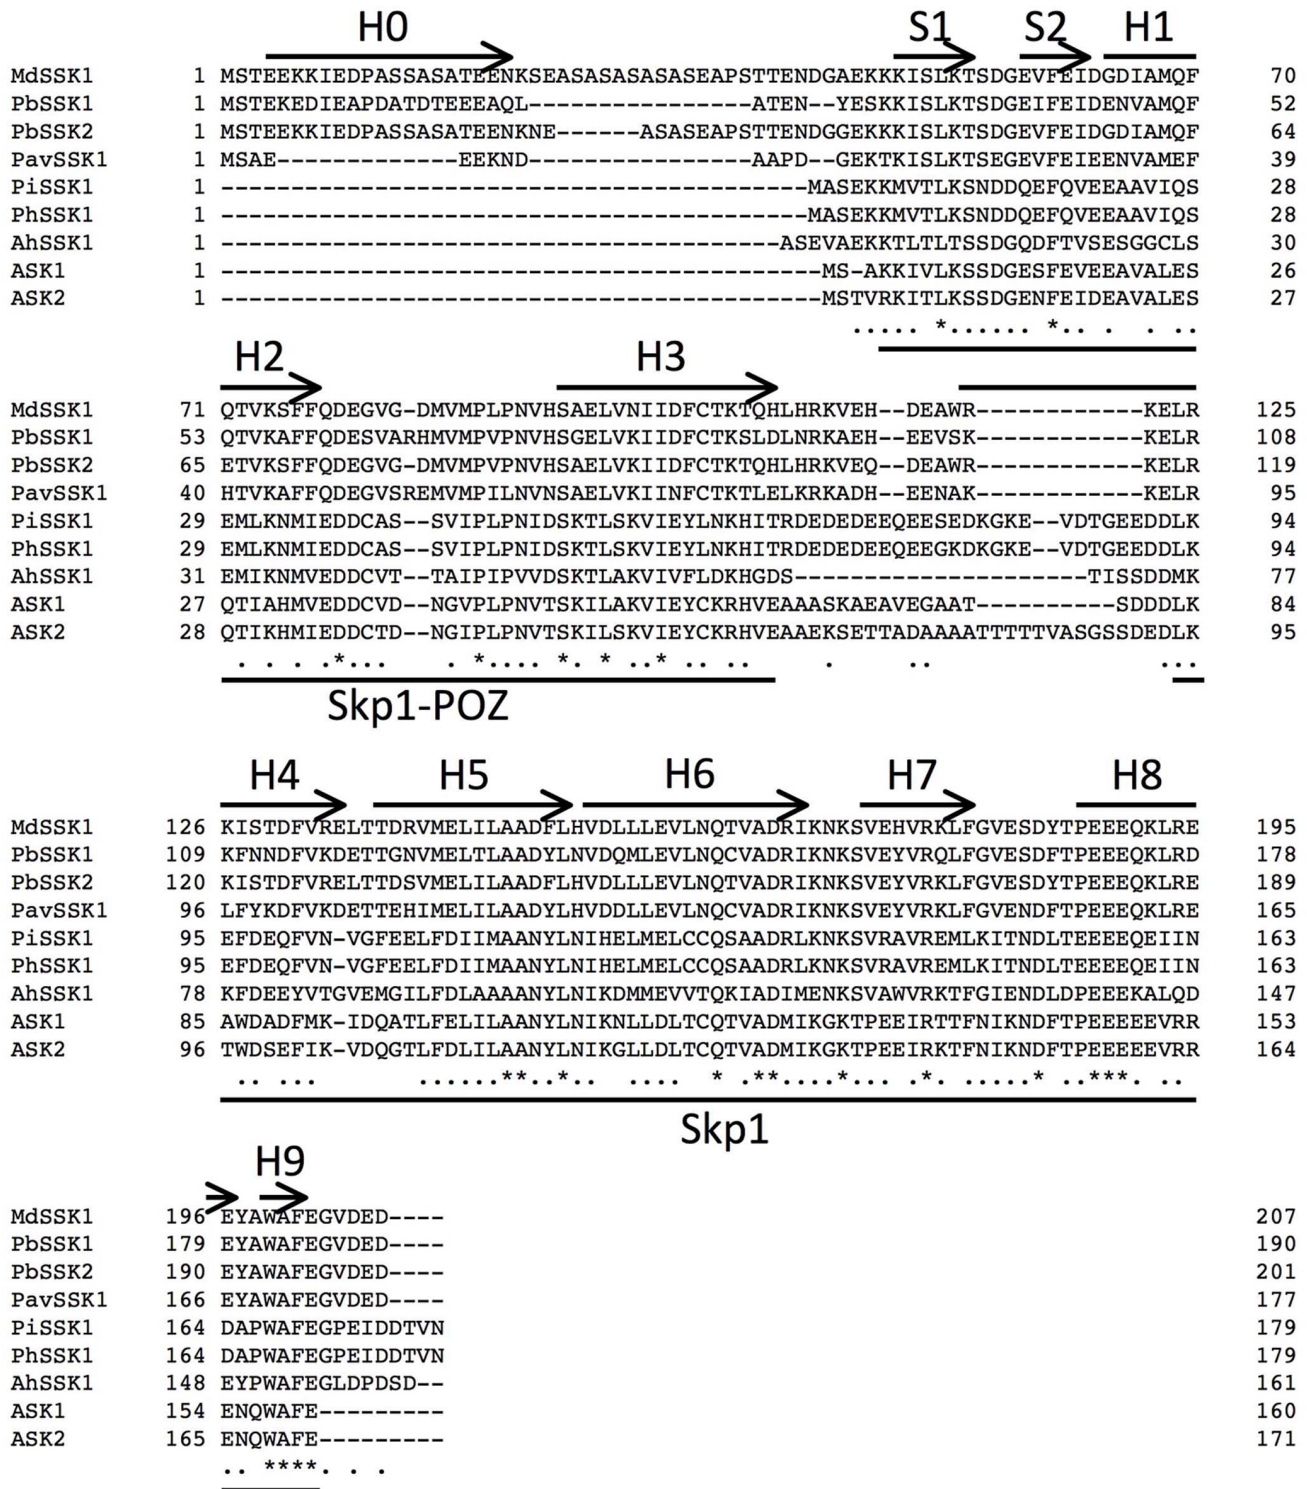 H0 S1 S2 H1
MdSSK1 1 MSTEEKKIEDPASSASATEENKSEASASASASASASEAPSTTENDGAEKKKISLKTSDGEVFEIDGDIAMQF 70
PbSSK1 1 MSTEKEDIEAPDATDTEEEAQL----------------ATEN--YESKKISLKTSDGEIFEIDENVAMQF 52
PbSSK2 1 MSTEEKKIEDPASSASATEENKNE------ASASEAPSTTENDGGEKKKISLKTSDGEVFEIDGDIAMQF 64
PavSSK1 1 MSAE-------------EEKND----------------AAPD--GEKTKISLKTSEGEVFEIEENVAMEF 39
PiSSK1 1 ------------------------------------------MASEKKMVTLKSNDDQEFQVEEAAVIQS 28
PhSSK1 1 ------------------------------------------MASEKKMVTLKSNDDQEFQVEEAAVIQS 28
AhSSK1 1 ----------------------------------------ASEVAEKKTLTLTSSDGQDFTVSESGGCLS 30
ASK1 1 -------------------------------------------MS-AKKIVLKSSDGESFEVEEAVALES 26
ASK2 1 -------------------------------------------MSTVRKITLKSSDGENFEIDEAVALES 27
..... *...... *.. . . ..
H2 H3
MdSSK1 71 QTVKSFFQDEGVG-DMVMPLPNVHSAELVNIIDFCTKTQHLHRKVEH--DEAWR------------KELR 125
PbSSK1 53 QTVKAFFQDESVARHMVMPVPNVHSGELVKIIDFCTKSLDLNRKAEH--EEVSK------------KELR 108
PbSSK2 65 ETVKSFFQDEGVG-DMVMPVPNVHSAELVKIIDFCTKTQHLHRKVEQ--DEAWR------------KELR 119
PavSSK1 40 HTVKAFFQDEGVSREMVMPILNVNSAELVKIINFCTKTLELKRKADH--EENAK------------KELR 95
PiSSK1 29 EMLKNMIEDDCAS--SVIPLPNIDSKTLSKVIEYLNKHITRDEDEDEEQEESEDKGKE--VDTGEEDDLK 94
PhSSK1 29 EMLKNMIEDDCAS--SVIPLPNIDSKTLSKVIEYLNKHITRDEDEDEEQEEGKDKGKE--VDTGEEDDLK 94
AhSSK1 31 EMIKNMVEDDCVT--TAIPIPVVDSKTLAKVIVFLDKHGDS---------------------TISSDDMK 77
ASK1 27 QTIAHMVEDDCVD--NGVPLPNVTSKILAKVIEYCKRHVEAAASKAEAVEGAAT----------SDDDLK 84
ASK2 28 QTIKHMIEDDCTD--NGIPLPNVTSKILSKVIEYCKRHVEAAEKSETTADAAAATTTTTVASGSSDEDLK 95
. . . .*... . *.... *. *. ..* .. .. . .. ...
Skp1-POZ
H4 H5 H6 H7 H8
MdSSK1 126 KISTDFVRELTTDRVMELILAADFLHVDLLLEVLNQTVADRIKNKSVEHVRKLFGVESDYTPEEEQKLRE 195
PbSSK1 109 KFNNDFVKDETTGNVMELTLAADYLNVDQMLEVLNQCVADRIKNKSVEYVRQLFGVESDFTPEEEQKLRD 178
PbSSK2 120 KISTDFVRELTTDSVMELILAADFLHVDLLLEVLNQTVADRIKNKSVEYVRKLFGVESDYTPEEEQKLRE 189
PavSSK1 96 LFYKDFVKDETTEHIMELILAADYLHVDDLLEVLNQCVADRIKNKSVEYVRKLFGVENDFTPEEEQKLRE 165
PiSSK1 95 EFDEQFVN-VGFEELFDIIMAANYLNIHELMELCCQSAADRLKNKSVRAVREMLKITNDLTEEEEQEIIN 163
PhSSK1 95 EFDEQFVN-VGFEELFDIIMAANYLNIHELMELCCQSAADRLKNKSVRAVREMLKITNDLTEEEEQEIIN 163
AhSSK1 78 KFDEEYVTGVEMGILFDLAAAANYLNIKDMMEVVTQKIADIMENKSVAWVRKTFGIENDLDPEEEKALQD 147
ASK1 85 AWDADFMK-IDQATLFELILAANYLNIKNLLDLTCQTVADMIKGKTPEEIRTTFNIKNDFTPEEEEEVRR 153
ASK2 96 TWDSEFIK-VDQGTLFDLILAANYLNIKGLLDLTCQTVADMIKGKTPEEIRKTFNIKNDFTPEEEEEVRR 164
.. ... ......**..*.. .... * .**....*... .*. .....* ..***. ..
Skp1
H9
MdSSK1 196 EYAWAFEGVDED---- 207
PbSSK1 179 EYAWAFEGVDED---- 190
PbSSK2 190 EYAWAFEGVDED---- 201
PavSSK1 166 EYAWAFEGVDED---- 177
PiSSK1 164 DAPWAFEGPEIDDTVN 179
PhSSK1 164 DAPWAFEGPEIDDTVN 179
AhSSK1 148 EYPWAFEGLDPDSD-- 161
ASK1 154 ENQWAFE--------- 160
ASK2 165 ENQWAFE--------- 171
.. ****. . .